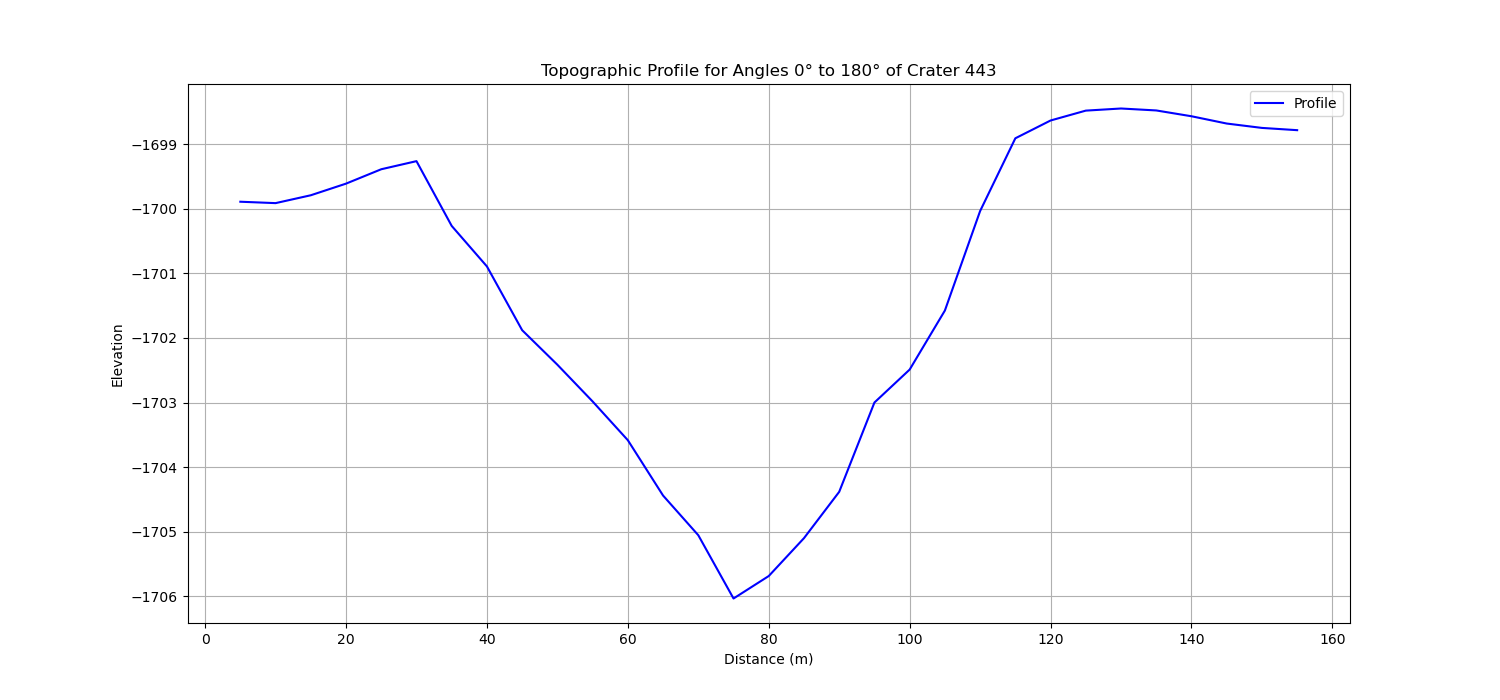 Topographic Profile for Angles 0° to 180° of Crater 443
Profile
−1699
−1700
−1701
−1702
−1703
−1704
−1705
−1706
Elevation
0 20 40 60 80 100 120 140 160
Distance (m)